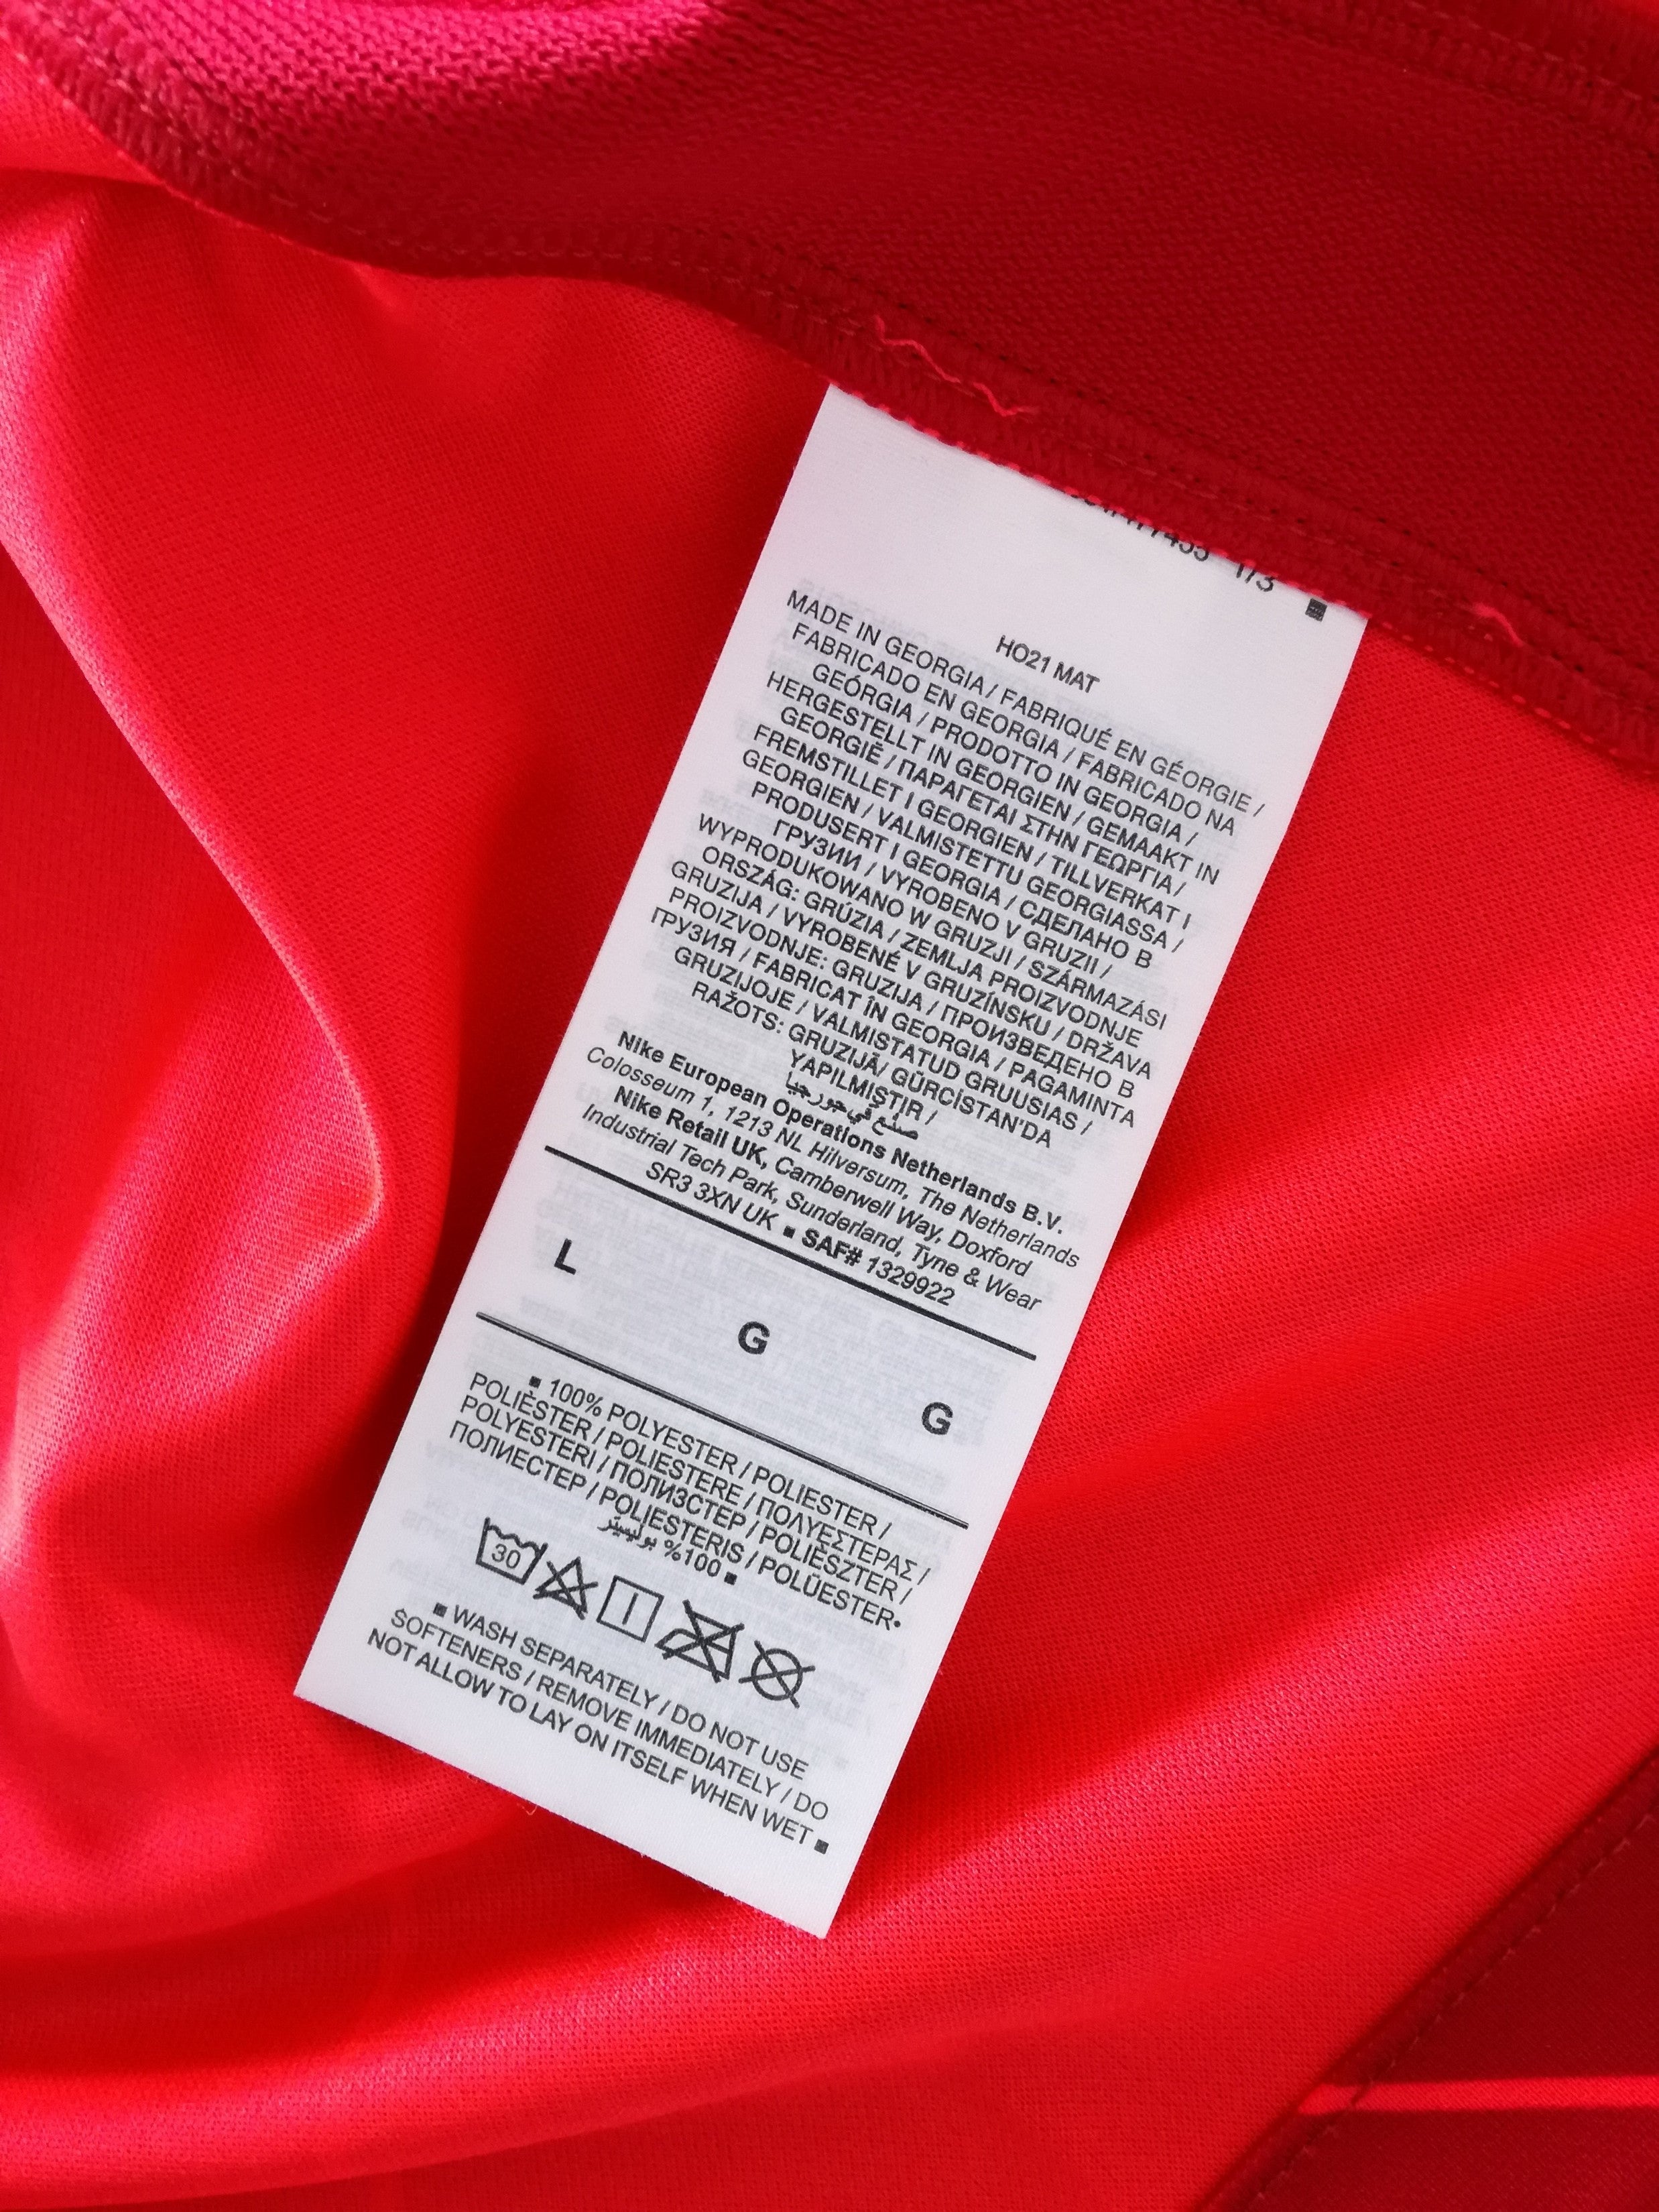 1/3
HO21 MAT
MADE IN GEORGIA / FABRIQUÉ EN GÉORGIE /
FABRICADO EN GEORGIA / FABRICADO NA
GEÓRGIA / PRODOTTO IN GEORGIA /
HERGESTELLT IN GEORGIEN / GEMAAKT IN
GEORGIË / ΠΑΡΑΓΕΤΑΙ ΣΤΗΝ ΓΕΩΡΓΙΑ /
FREMSTILLET I GEORGIEN / TILLVERKAT I
GEORGIEN / VALMISTETTU GEORGIASSA /
PRODUSERT I GEORGIA / СДЕЛАНО В
ГРУЗИИ / VYROBENO V GRUZII /
WYPRODUKOWANO W GRUZJI / SZÁRMAZÁSI
ORSZÁG: GRÚZIA / ZEMLJA PROIZVODNJE
GRUZIJA / VYROBENÉ V GRUZÍNSKU / DRŽAVA
PROIZVODNJE: GRUZIJA / ПРОИЗВЕДЕНО В
ГРУЗИЯ / FABRICAT ÎN GEORGIA / PAGAMINTA
GRUZIJOJE / VALMISTATUD GRUUSIAS /
RAŽOTS: GRUZIJĀ/ GÜRCİSTAN'DA
YAPILMIŞTIR /
صنع في جورجيا
Nike European Operations Netherlands B.V.
Colosseum 1, 1213 NL Hilversum, The Netherlands
Nike Retail UK, Camberwell Way, Doxford
Industrial Tech Park, Sunderland, Tyne & Wear
SR3 3XN UK ▪ SAF# 1329922
L G G
▪ 100% POLYESTER / POLIESTER /
POLIÈSTER / POLIESTERE / ΠΟΛΥΕΣΤΕΡΑΣ /
POLYESTERI / ПОЛИЭСТЕР / POLIÉSZTER /
ПОЛИЕСТЕР / POLIESTERIS / POLÜESTER•
100% بوليستر ▪
30
▪ WASH SEPARATELY / DO NOT USE
SOFTENERS / REMOVE IMMEDIATELY / DO
NOT ALLOW TO LAY ON ITSELF WHEN WET ▪